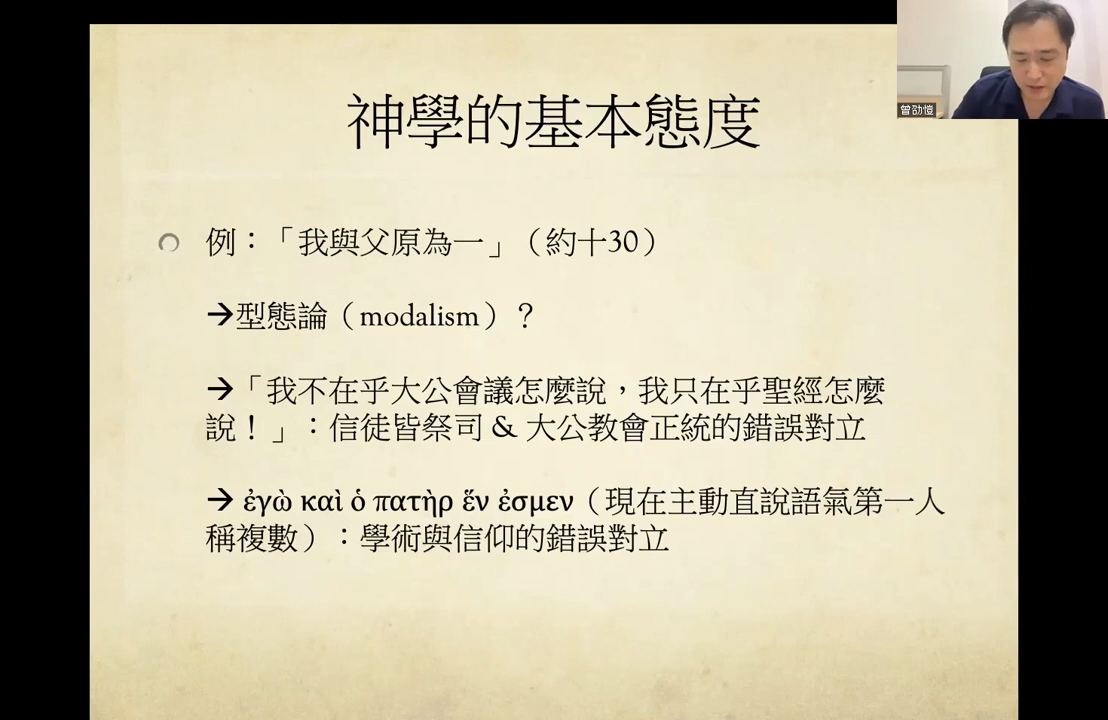 曾劭愷
神學的基本態度
例：「我與父原為一」（約十30）
→型態論（modalism）？
→「我不在乎大公會議怎麼說，我只在乎聖經怎麼
說！」：信徒皆祭司 & 大公教會正統的錯誤對立
→ ἐγὼ καὶ ὁ πατὴρ ἕν ἐσμεν（現在主動直說語氣第一人
稱複數）：學術與信仰的錯誤對立